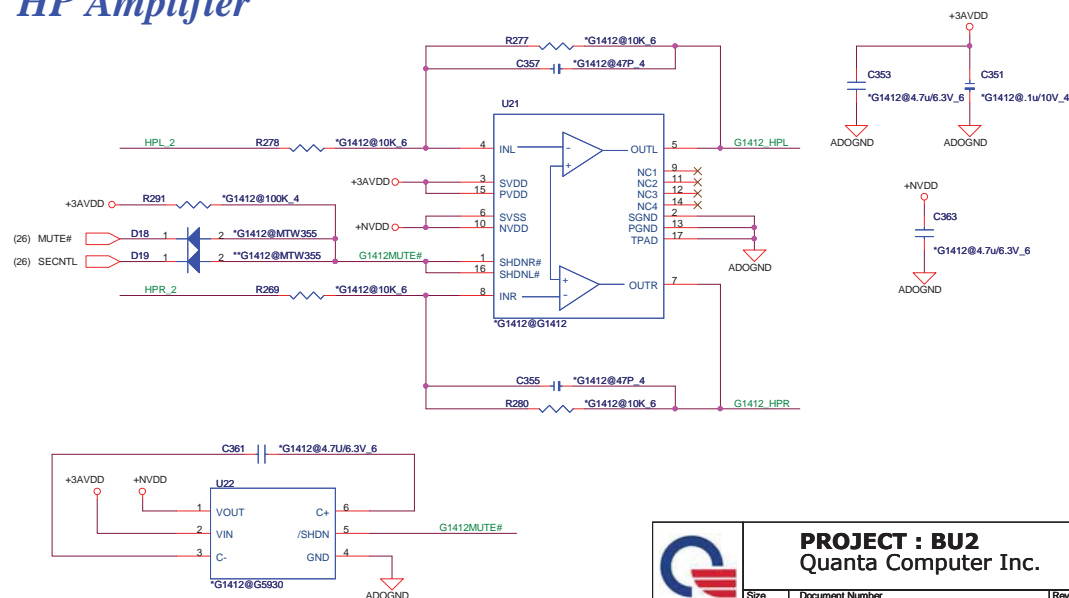 HP Amplifier
+3AVDD
R277 *G1412@10K_6
C357 *G1412@47P_4
C353
*G1412@4.7u/6.3V_6
C351
*G1412@.1u/10V_4
ADOGND
ADOGND
U21
HPL_2 R278 *G1412@10K_6 4 INL OUTL 5 G1412_HPL
+3AVDD 3 SVDD
15 PVDD
NC1 9
NC2 11
NC3 12
NC4 14
+NVDD 6 SVSS
10 NVDD
SGND 2
PGND 13
TPAD 17
ADOGND
+3AVDD R291 *G1412@100K_4
(26) MUTE# D18 1 2 *G1412@MTW355
(26) SECNTL D19 1 2 **G1412@MTW355 G1412MUTE# 1 SHDNR#
16 SHDNL#
HPR_2 R269 *G1412@10K_6 8 INR OUTR 7
- + + -
*G1412@G1412
+NVDD
C363
*G1412@4.7u/6.3V_6
ADOGND
C355 *G1412@47P_4
R280 *G1412@10K_6 G1412_HPR
C361 *G1412@4.7U/6.3V_6
+3AVDD +NVDD
U22
1 VOUT C+ 6
2 VIN /SHDN 5 G1412MUTE#
3 C- GND 4
*G1412@G5930
ADOGND
PROJECT : BU2
Quanta Computer Inc.
Size Document Number Rev